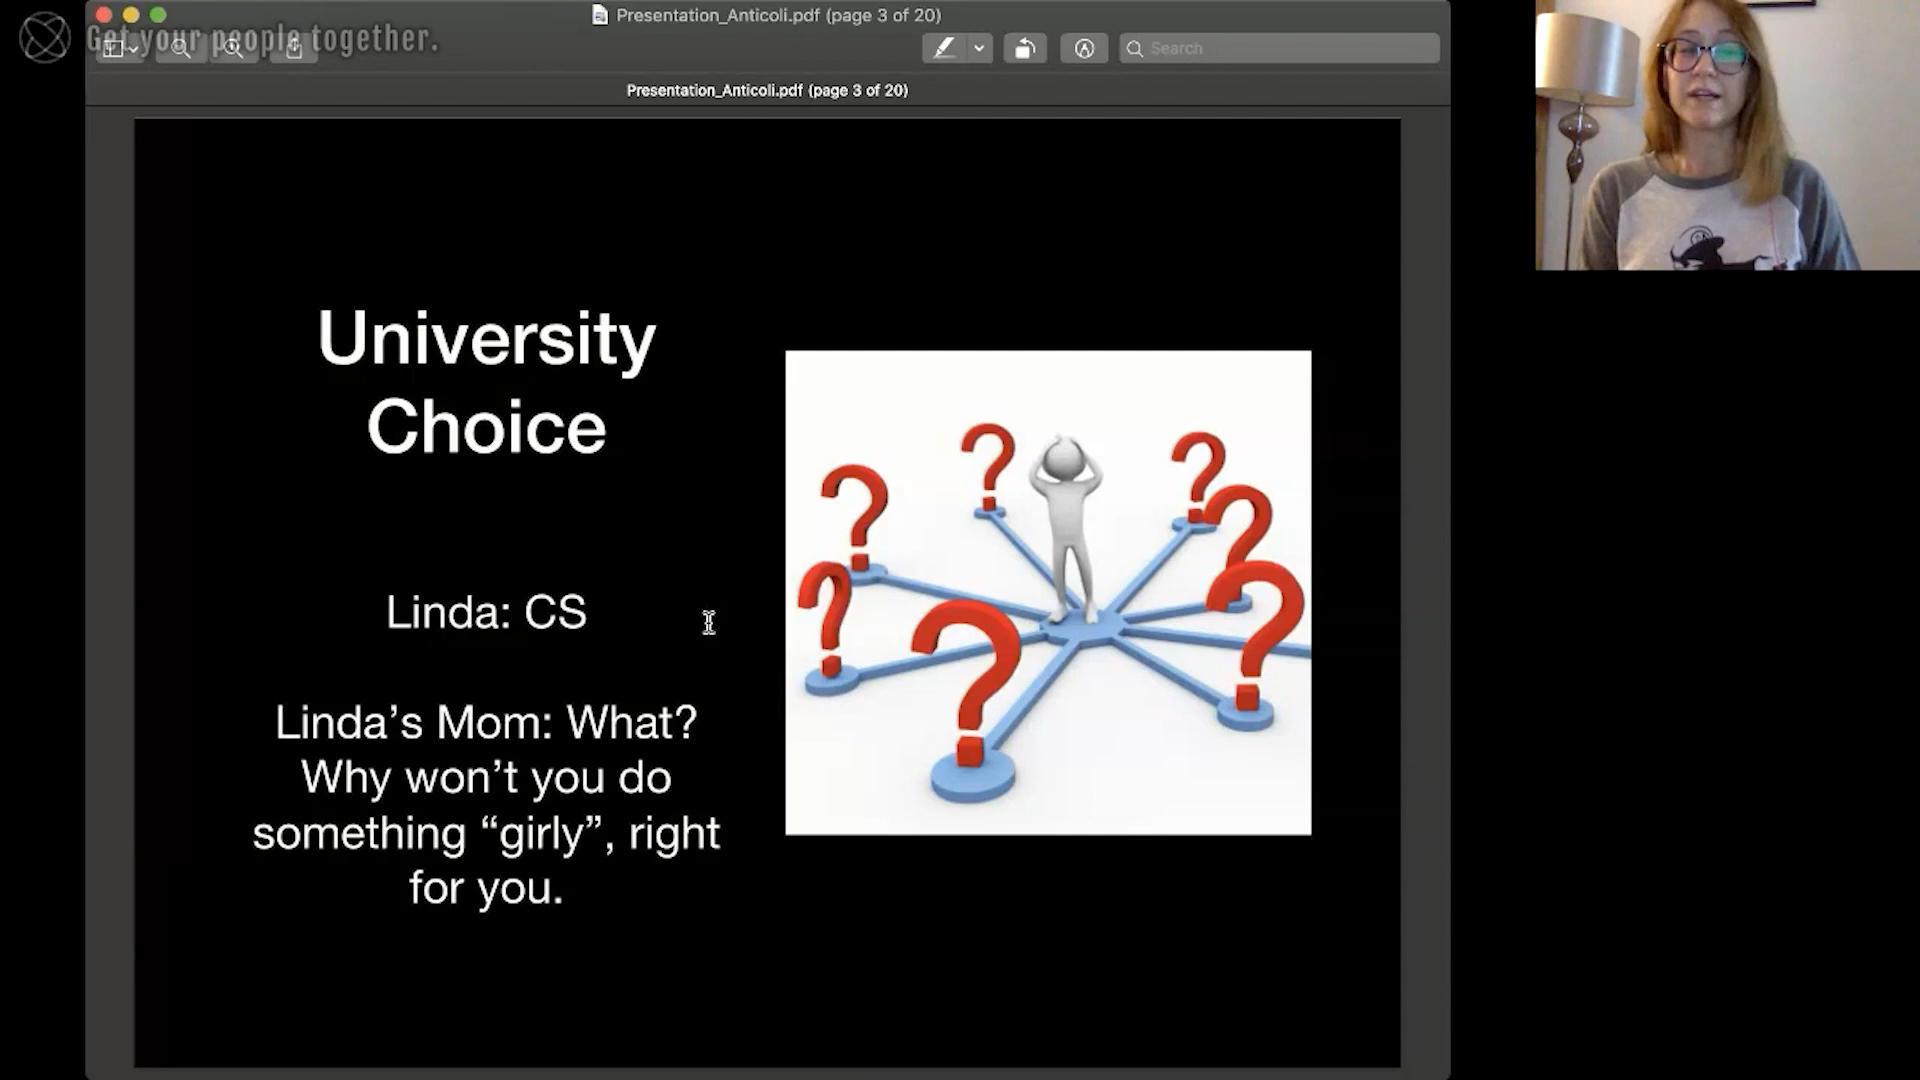 Get your people together.
Presentation_Anticoli.pdf (page 3 of 20)
Search
Presentation_Anticoli.pdf (page 3 of 20)
University
Choice
Linda: CS
Linda’s Mom: What?
Why won’t you do
something “girly”, right
for you.
? ? ? ? ? ? ? ?